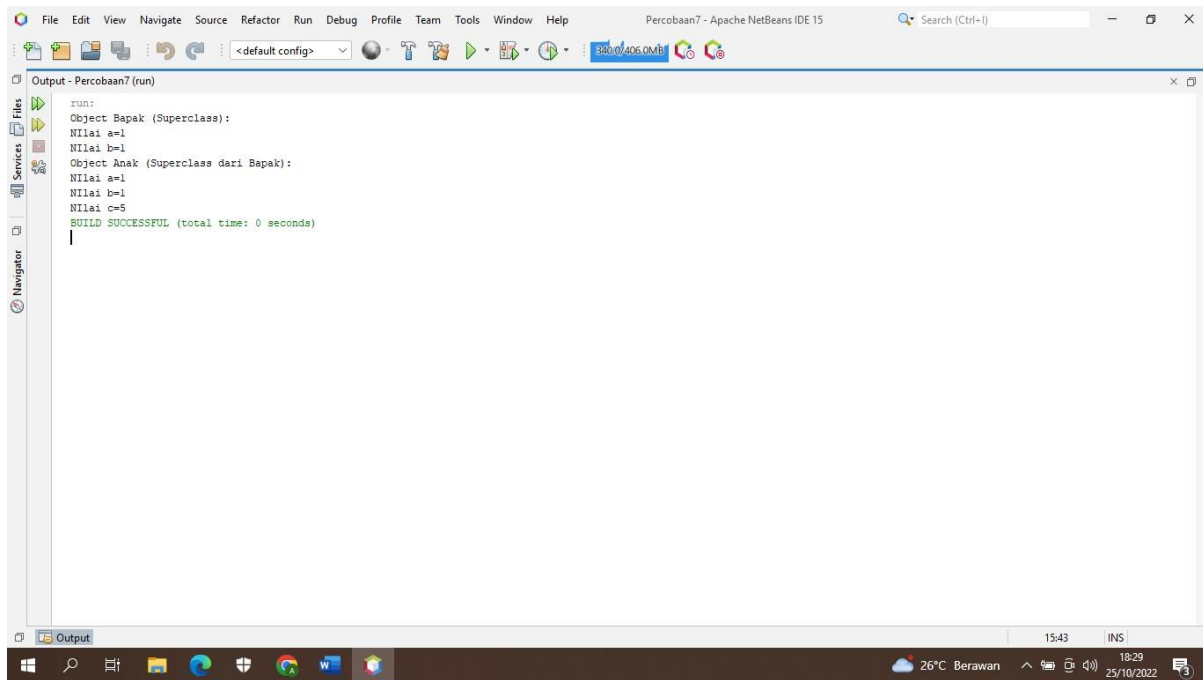 File Edit View Navigate Source Refactor Run Debug Profile Team Tools Window Help Percobaan7 - Apache NetBeans IDE 15 Search (Ctrl+I)
<default config> 340.0/406.0MB
Output - Percobaan7 (run)
Files
Services
Navigator
run:
Object Bapak (Superclass):
NIlai a=1
NIlai b=1
Object Anak (Superclass dari Bapak):
NIlai a=1
NIlai b=1
NIlai c=5
BUILD SUCCESSFUL (total time: 0 seconds)
Output 15:43 INS
26°C Berawan 18:29
25/10/2022 3